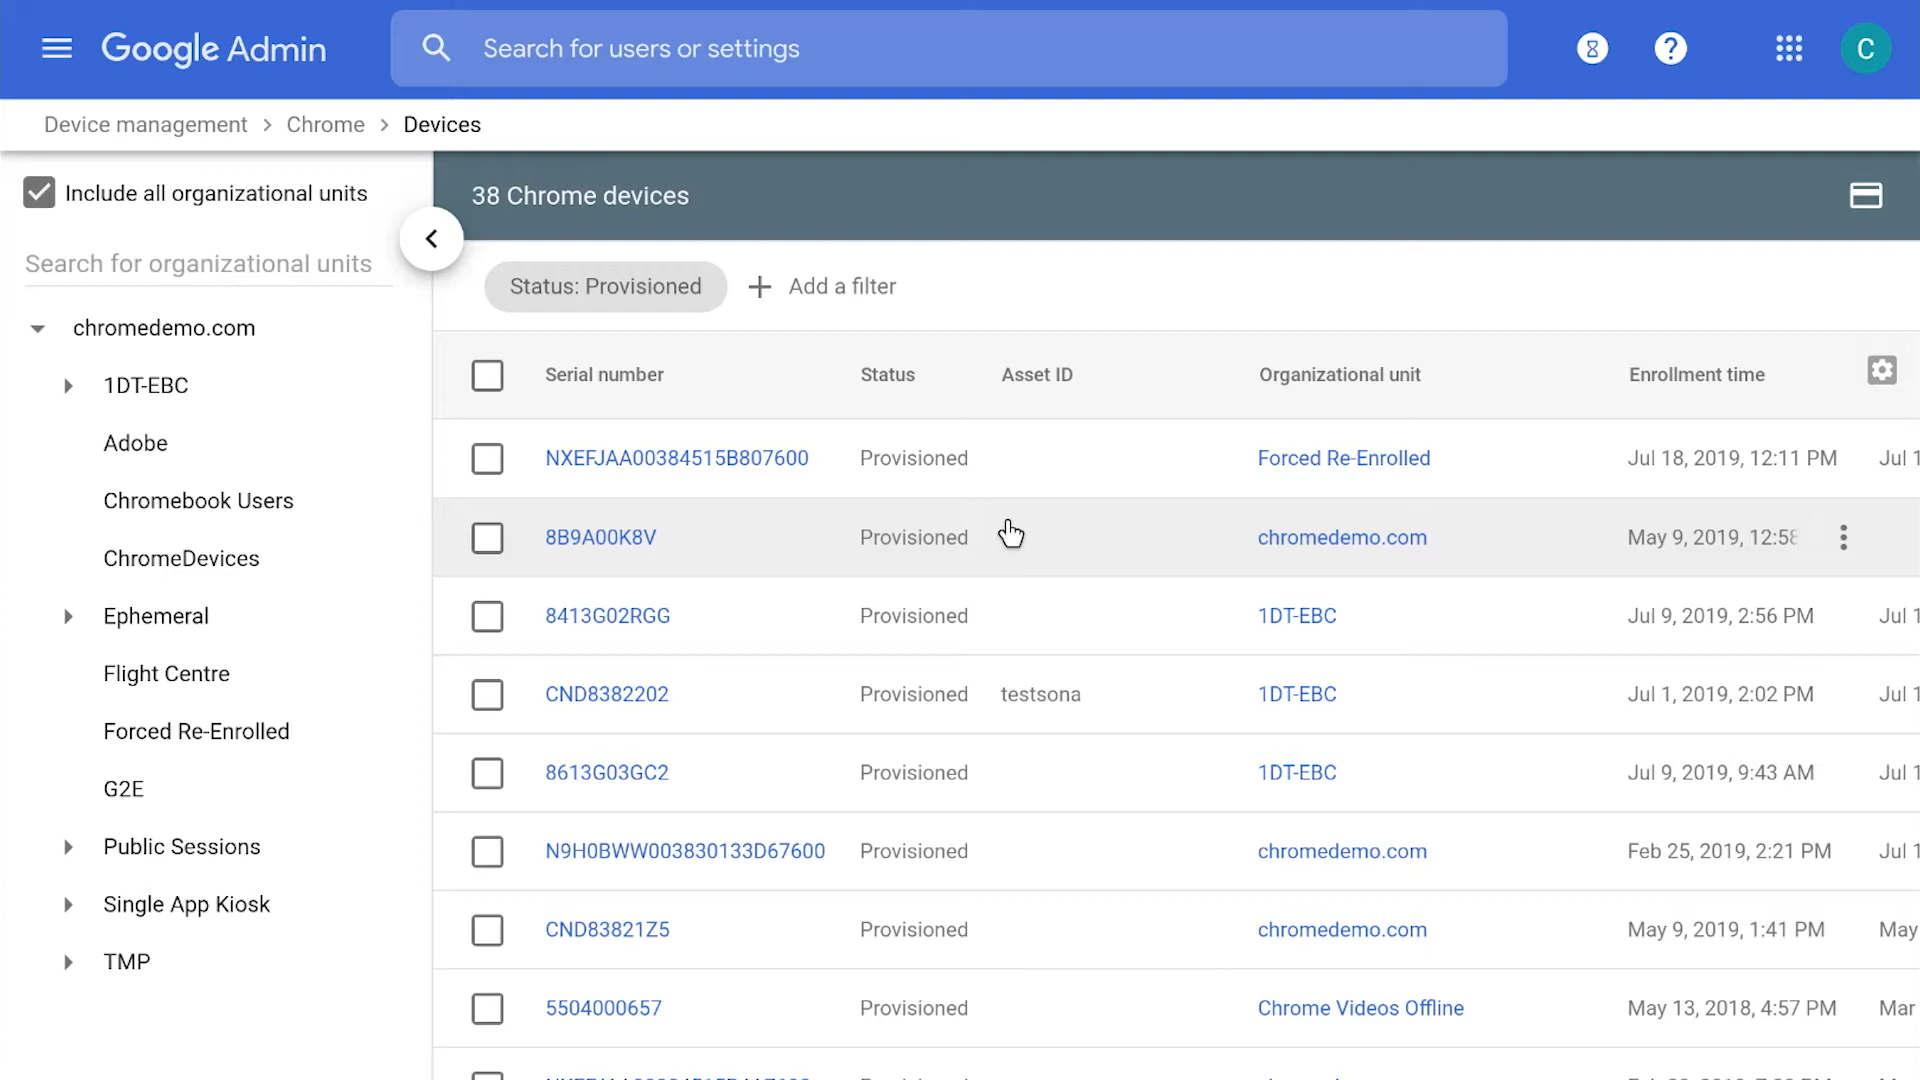 Google Admin
Search for users or settings
C
Device management > Chrome > Devices
Include all organizational units
Search for organizational units
chromedemo.com
1DT-EBC
Adobe
Chromebook Users
ChromeDevices
Ephemeral
Flight Centre
Forced Re-Enrolled
G2E
Public Sessions
Single App Kiosk
TMP
38 Chrome devices
Status: Provisioned
Add a filter
Serial number Status Asset ID Organizational unit Enrollment time
NXEFJAA00384515B807600 Provisioned Forced Re-Enrolled Jul 18, 2019, 12:11 PM Jul 1
8B9A00K8V Provisioned chromedemo.com May 9, 2019, 12:58
8413G02RGG Provisioned 1DT-EBC Jul 9, 2019, 2:56 PM Jul 1
CND8382202 Provisioned testsona 1DT-EBC Jul 1, 2019, 2:02 PM Jul 1
8613G03GC2 Provisioned 1DT-EBC Jul 9, 2019, 9:43 AM Jul 1
N9H0BWW003830133D67600 Provisioned chromedemo.com Feb 25, 2019, 2:21 PM Jul 1
CND83821Z5 Provisioned chromedemo.com May 9, 2019, 1:41 PM May
5504000657 Provisioned Chrome Videos Offline May 13, 2018, 4:57 PM Mar